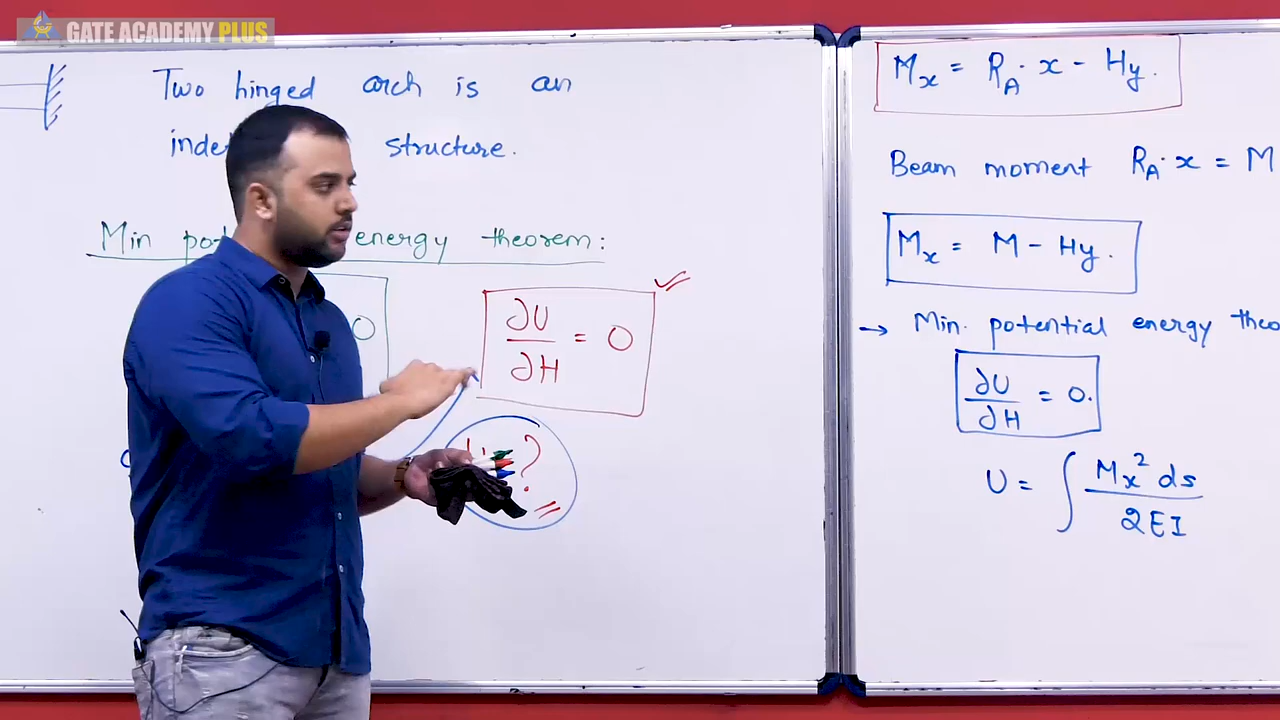 GATE ACADEMY PLUS
Two hinged arch is an
structure.
Min energy theorem:
0
∂U/∂H = 0
?
Mx = RA · x - Hy.
Beam moment RA · x = M
Mx = M - Hy.
→ Min. potential energy
∂U/∂H = 0.
U = ∫ Mx² ds / 2EI